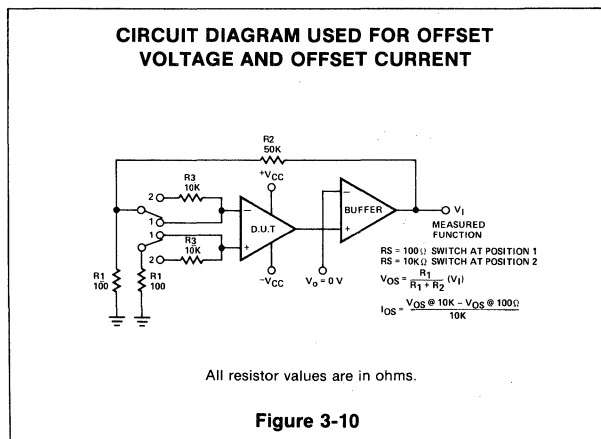 CIRCUIT DIAGRAM USED FOR OFFSET
VOLTAGE AND OFFSET CURRENT
R2
50K
+VCC
R3
10K
2
1
D.U.T
BUFFER
VI
MEASURED
FUNCTION
1
R3
10K
2
R1
100
R1
100
−VCC
Vo = 0 V
RS = 100Ω SWITCH AT POSITION 1
RS = 10KΩ SWITCH AT POSITION 2
VOS = R1 / R1 + R2 (VI)
IOS = VOS @ 10K − VOS @ 100Ω / 10K
All resistor values are in ohms.
Figure 3-10